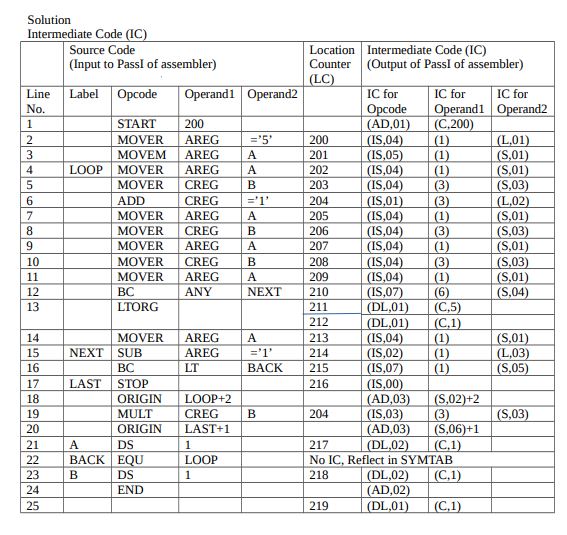 Solution
Intermediate Code (IC)
Source Code Location Intermediate Code (IC)
(Input to PassI of assembler) Counter (Output of PassI of assembler)
(LC)
Line Label Opcode Operand1 Operand2 IC for IC for IC for
No. Opcode Operand1 Operand2
1 START 200 (AD,01) (C,200)
2 MOVER AREG =’5’ 200 (IS,04) (1) (L,01)
3 MOVEM AREG A 201 (IS,05) (1) (S,01)
4 LOOP MOVER AREG A 202 (IS,04) (1) (S,01)
5 MOVER CREG B 203 (IS,04) (3) (S,03)
6 ADD CREG =’1’ 204 (IS,01) (3) (L,02)
7 MOVER AREG A 205 (IS,04) (1) (S,01)
8 MOVER CREG B 206 (IS,04) (3) (S,03)
9 MOVER AREG A 207 (IS,04) (1) (S,01)
10 MOVER CREG B 208 (IS,04) (3) (S,03)
11 MOVER AREG A 209 (IS,04) (1) (S,01)
12 BC ANY NEXT 210 (IS,07) (6) (S,04)
13 LTORG 211 (DL,01) (C,5)
212 (DL,01) (C,1)
14 MOVER AREG A 213 (IS,04) (1) (S,01)
15 NEXT SUB AREG =’1’ 214 (IS,02) (1) (L,03)
16 BC LT BACK 215 (IS,07) (1) (S,05)
17 LAST STOP 216 (IS,00)
18 ORIGIN LOOP+2 (AD,03) (S,02)+2
19 MULT CREG B 204 (IS,03) (3) (S,03)
20 ORIGIN LAST+1 (AD,03) (S,06)+1
21 A DS 1 217 (DL,02) (C,1)
22 BACK EQU LOOP No IC, Reflect in SYMTAB
23 B DS 1 218 (DL,02) (C,1)
24 END (AD,02)
25 219 (DL,01) (C,1)